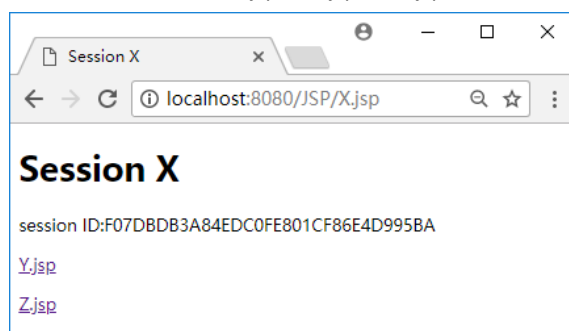 Session X
localhost:8080/JSP/X.jsp
Session X
session ID:F07DBDB3A84EDC0FE801CF86E4D995BA
Y.jsp
Z.jsp